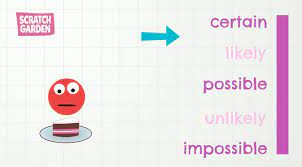 SCRATCH
GARDEN
certain
likely
possible
unlikely
impossible